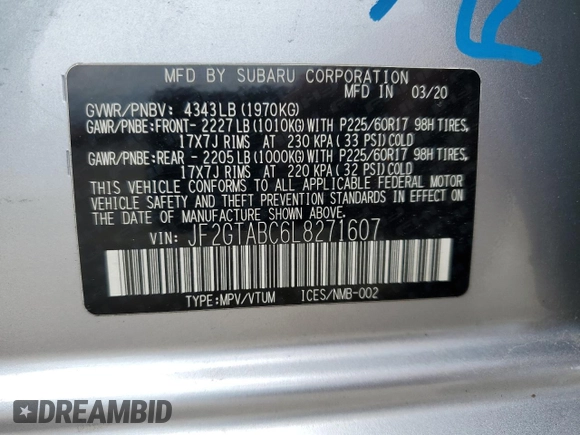 MFD BY SUBARU CORPORATION
MFD IN 03/20
GVWR/PNBV: 4343LB (1970KG)
GAWR/PNBE:FRONT- 2227LB(1010KG)WITH P225/60R17 98H TIRES,
17X7J RIMS AT 230 KPA(33 PSI)COLD
GAWR/PNBE:REAR - 2205LB(1000KG)WITH P225/60R17 98H TIRES,
17X7J RIMS AT 220 KPA(32 PSI)COLD
THIS VEHICLE CONFORMS TO ALL APPLICABLE FEDERAL MOTOR
VEHICLE SAFETY AND THEFT PREVENTION STANDARDS IN EFFECT ON
THE DATE OF MANUFACTURE SHOWN ABOVE.
VIN: JF2GTABC6L8271607
TYPE:MPV/VTUM ICES/NMB-002
DREAMBID